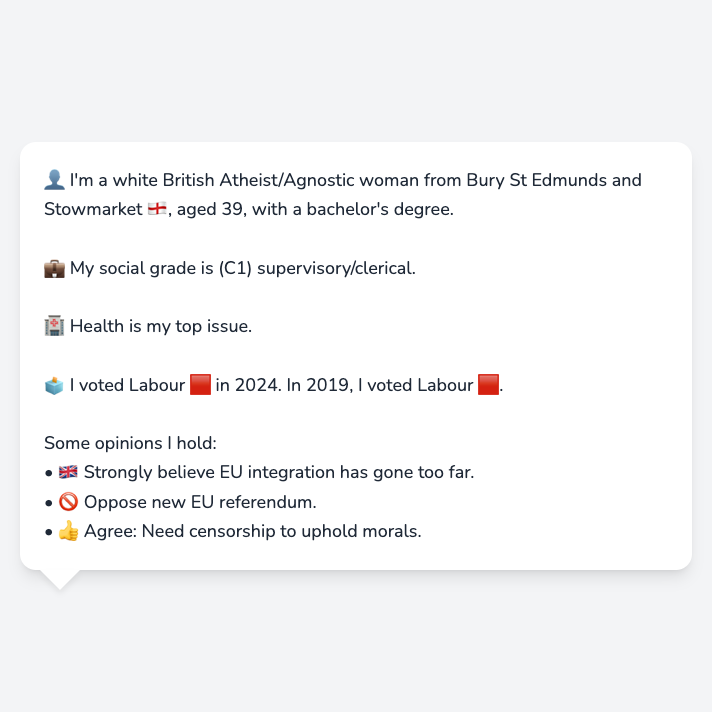 👤 I'm a white British Atheist/Agnostic woman from Bury St Edmunds and
Stowmarket 🏴󠁧󠁢󠁥󠁮󠁧󠁿, aged 39, with a bachelor's degree.
💼 My social grade is (C1) supervisory/clerical.
🏥 Health is my top issue.
🗳️ I voted Labour 🟥 in 2024. In 2019, I voted Labour 🟥.
Some opinions I hold:
• 🇬🇧 Strongly believe EU integration has gone too far.
• 🚫 Oppose new EU referendum.
• 👍 Agree: Need censorship to uphold morals.